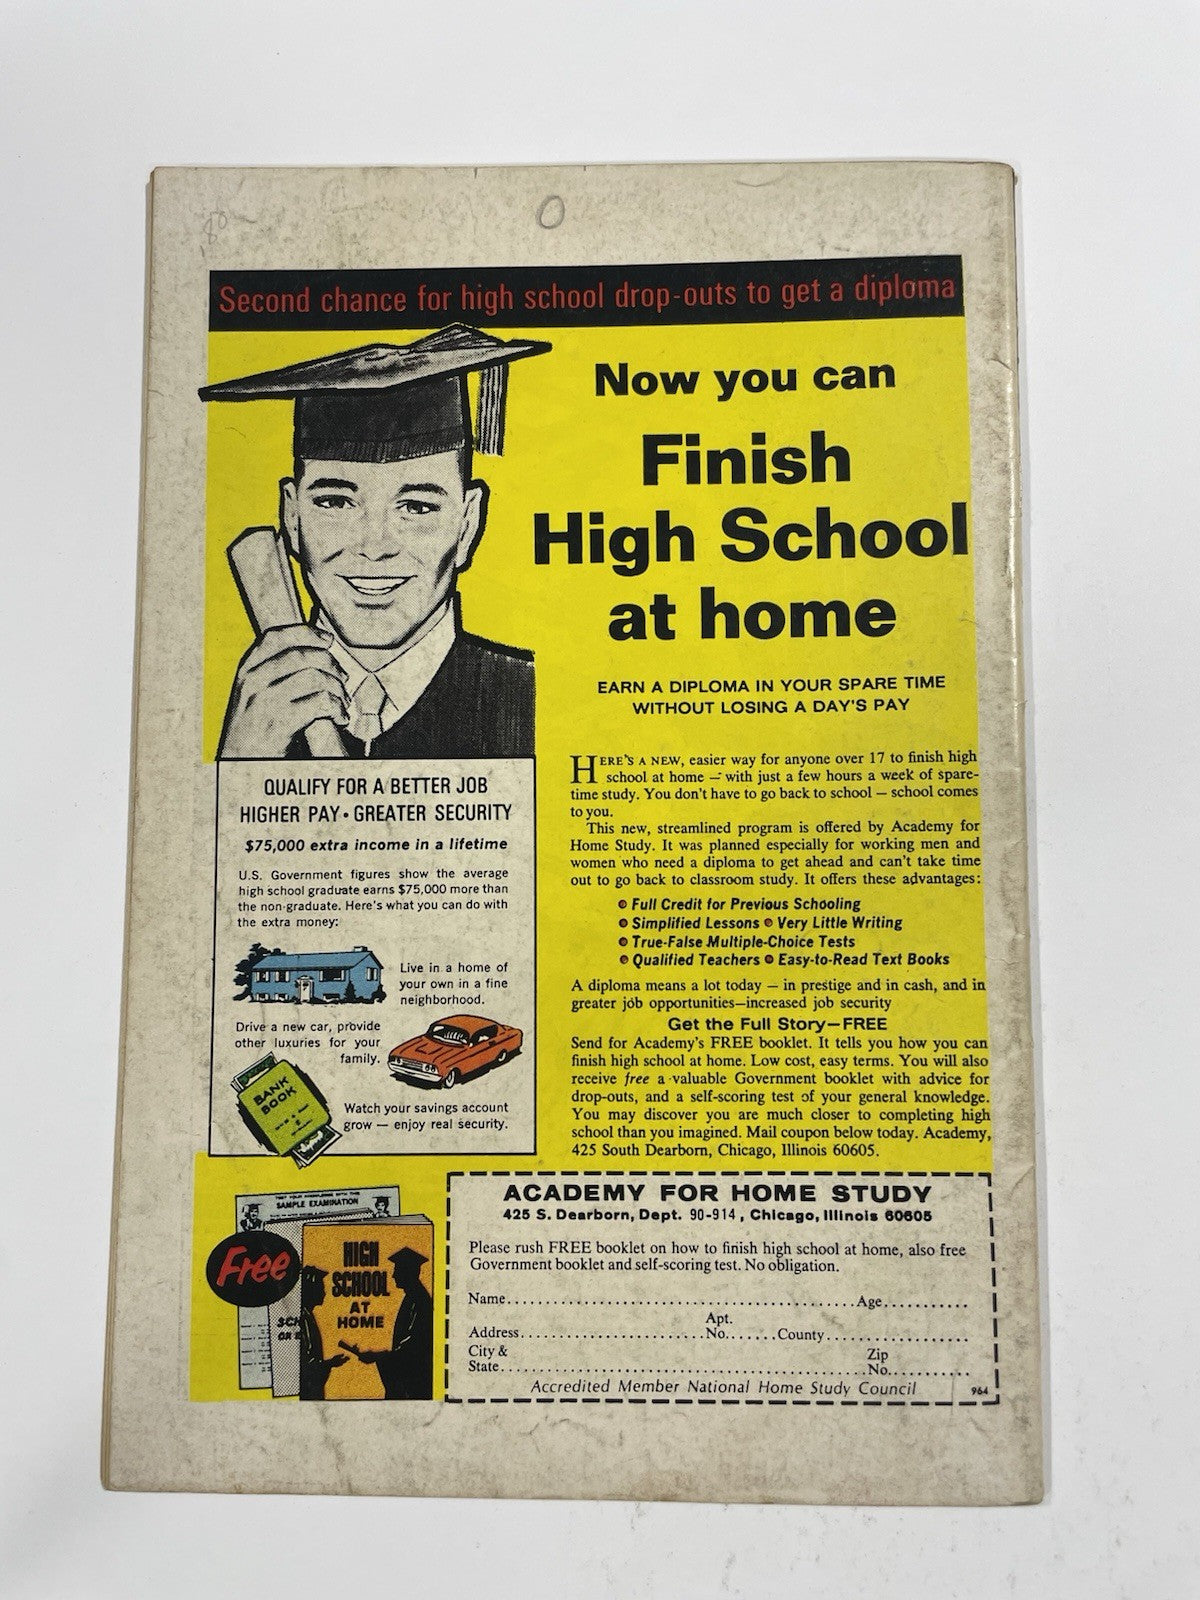 80
O
Second chance for high school drop-outs to get a diploma
Now you can
Finish
High School
at home
EARN A DIPLOMA IN YOUR SPARE TIME
WITHOUT LOSING A DAY'S PAY
HERE'S A NEW, easier way for anyone over 17 to finish high
school at home — with just a few hours a week of spare-
time study. You don't have to go back to school — school comes
to you.
This new, streamlined program is offered by Academy for
Home Study. It was planned especially for working men and
women who need a diploma to get ahead and can't take time
out to go back to classroom study. It offers these advantages:
• Full Credit for Previous Schooling
• Simplified Lessons • Very Little Writing
• True-False Multiple-Choice Tests
• Qualified Teachers • Easy-to-Read Text Books
A diploma means a lot today — in prestige and in cash, and in
greater job opportunities—increased job security
Get the Full Story—FREE
Send for Academy's FREE booklet. It tells you how you can
finish high school at home. Low cost, easy terms. You will also
receive free a valuable Government booklet with advice for
drop-outs, and a self-scoring test of your general knowledge.
You may discover you are much closer to completing high
school than you imagined. Mail coupon below today. Academy,
425 South Dearborn, Chicago, Illinois 60605.
QUALIFY FOR A BETTER JOB
HIGHER PAY • GREATER SECURITY
$75,000 extra income in a lifetime
U.S. Government figures show the average
high school graduate earns $75,000 more than
the non-graduate. Here's what you can do with
the extra money:
Live in a home of
your own in a fine
neighborhood.
Drive a new car, provide
other luxuries for your
family.
BANK
BOOK
Watch your savings account
grow — enjoy real security.
TEST YOUR KNOWLEDGE WITH THIS
SAMPLE EXAMINATION
Free
HIGH
SCHOOL
AT
HOME
SCH
OR
ACADEMY FOR HOME STUDY
425 S. Dearborn, Dept. 90-914, Chicago, Illinois 60605
Please rush FREE booklet on how to finish high school at home, also free
Government booklet and self-scoring test. No obligation.
Name..........Age..........
Apt.
Address..........No.......County..........
City & Zip
State..........No..........
Accredited Member National Home Study Council 964